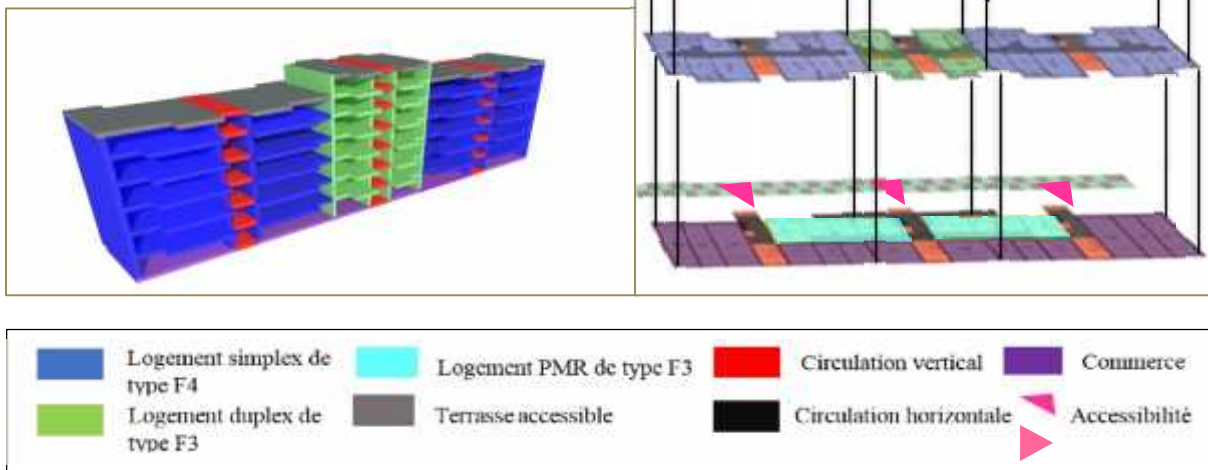 Logement simplex de
type F4
Logement PMR de type F3
Circulation vertical
Commerce
Logement duplex de
type F3
Terrasse accessible
Circulation horizontale
Accessibilité